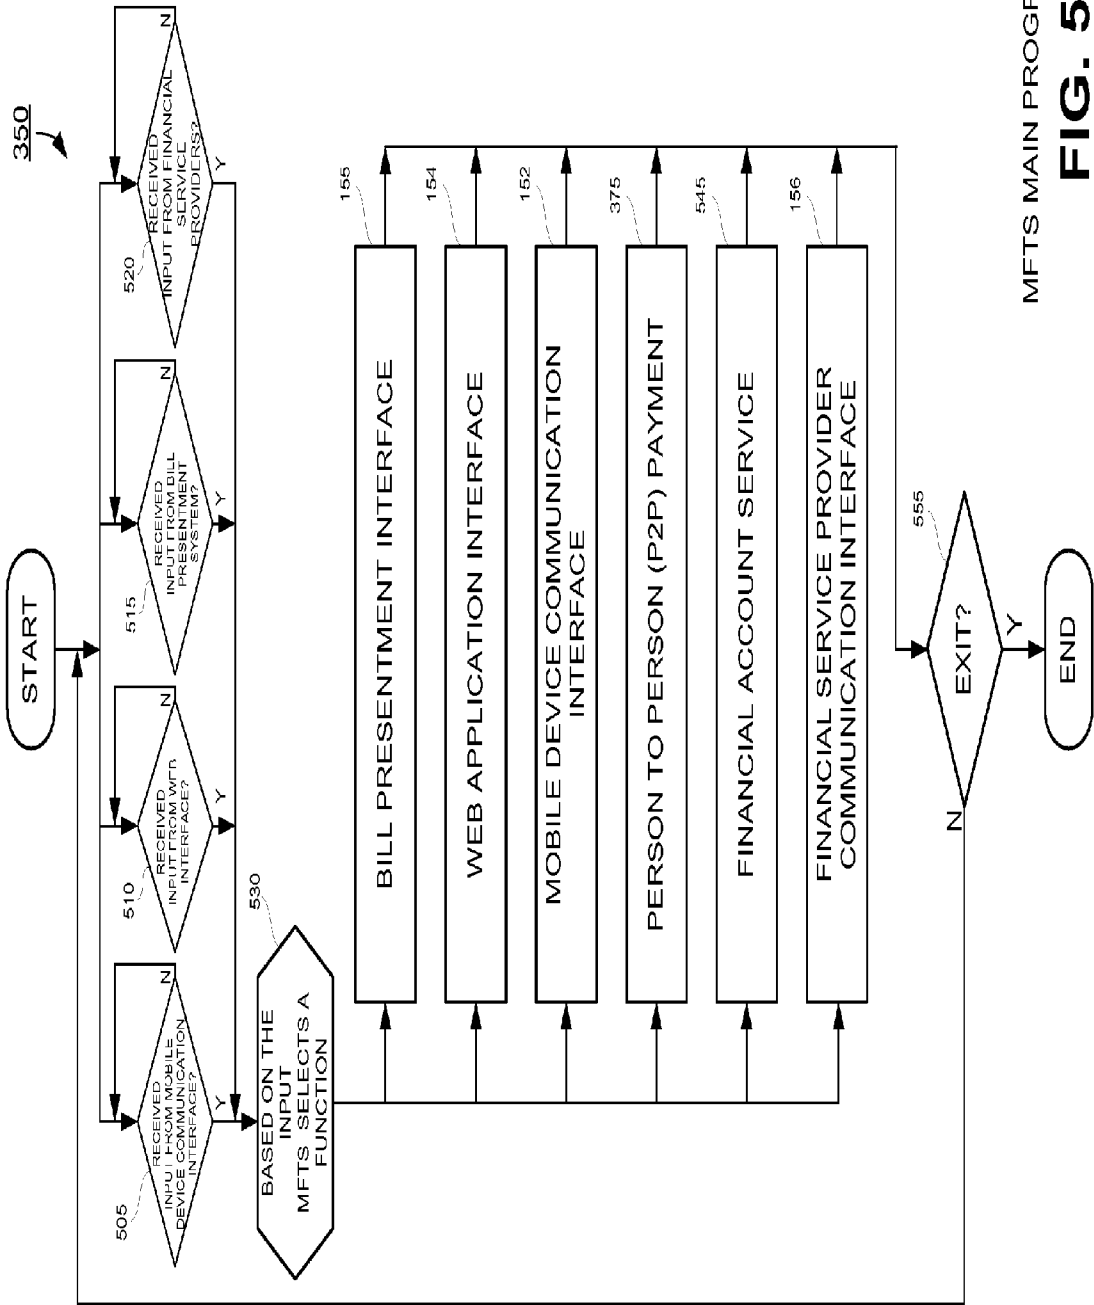 350
START
RECEIVED
INPUT FROM MOBILE
DEVICE COMMUNICATION
INTERFACE?
505
N
Y
RECEIVED
INPUT FROM WEB
INTERFACE?
510
N
Y
RECEIVED
INPUT FROM BILL
PRESENTMENT
SYSTEM?
515
N
Y
RECEIVED
INPUT FROM FINANCIAL
SERVICE
PROVIDERS?
520
N
Y
BASED ON THE
INPUT
MFTS SELECTS A
FUNCTION
530
BILL PRESENTMENT INTERFACE
155
WEB APPLICATION INTERFACE
154
MOBILE DEVICE COMMUNICATION
INTERFACE
152
PERSON TO PERSON (P2P) PAYMENT
375
FINANCIAL ACCOUNT SERVICE
545
FINANCIAL SERVICE PROVIDER
COMMUNICATION INTERFACE
156
EXIT?
555
N
Y
END
MFTS MAIN
FIG. 5